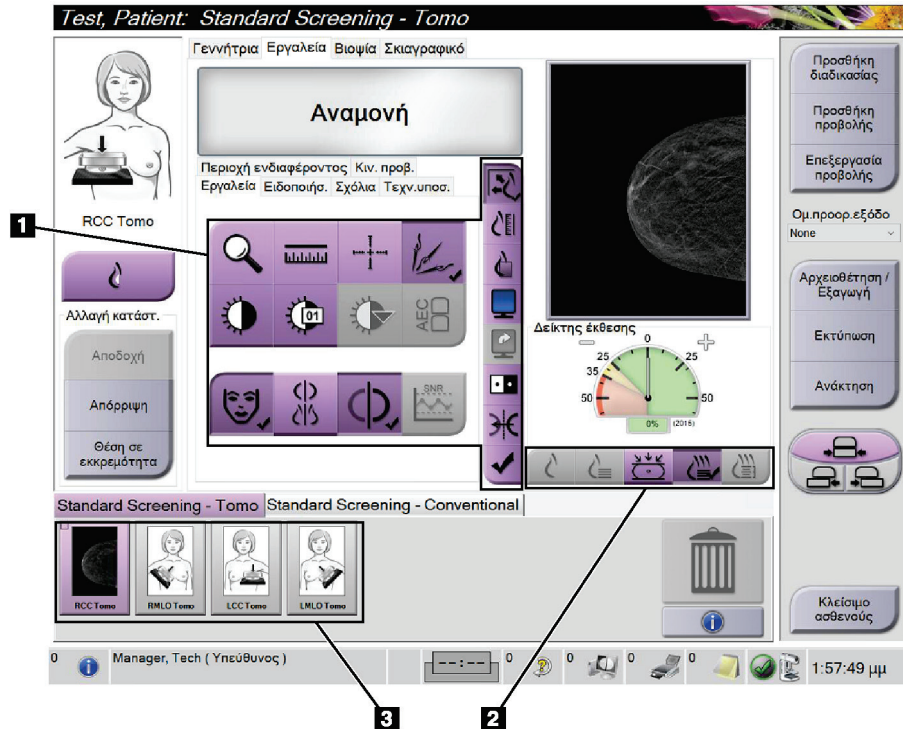 Test, Patient: Standard Screening - Tomo
Γεννήτρια Εργαλεία Βιοψία Σκιαγραφικό
Αναμονή
Περιοχή ενδιαφέροντος Κιν. προβ.
Εργαλεία Ειδοποιήσ. Σχόλια Τεχν.υποσ.
RCC Tomo
1
Αλλαγή κατάστ.
Αποδοχή
Απόρριψη
Θέση σε
εκκρεμότητα
01
AEC
SNR
Δείκτης έκθεσης
0
25
25
35
50
50
0%
(2015)
Προσθήκη
διαδικασίας
Προσθήκη
προβολής
Επεξεργασία
προβολής
Ομ.προορ.εξόδο
None
Αρχειοθέτηση /
Εξαγωγή
Εκτύπωση
Ανάκτηση
Κλείσιμο
ασθενούς
Standard Screening - Tomo Standard Screening - Conventional
RCC Tomo
RMLO Tomo
LCC Tomo
LMLO Tomo
0 Manager, Tech ( Υπεύθυνος ) --:-- 0 0 0 0 1:57:49 μμ
3 2